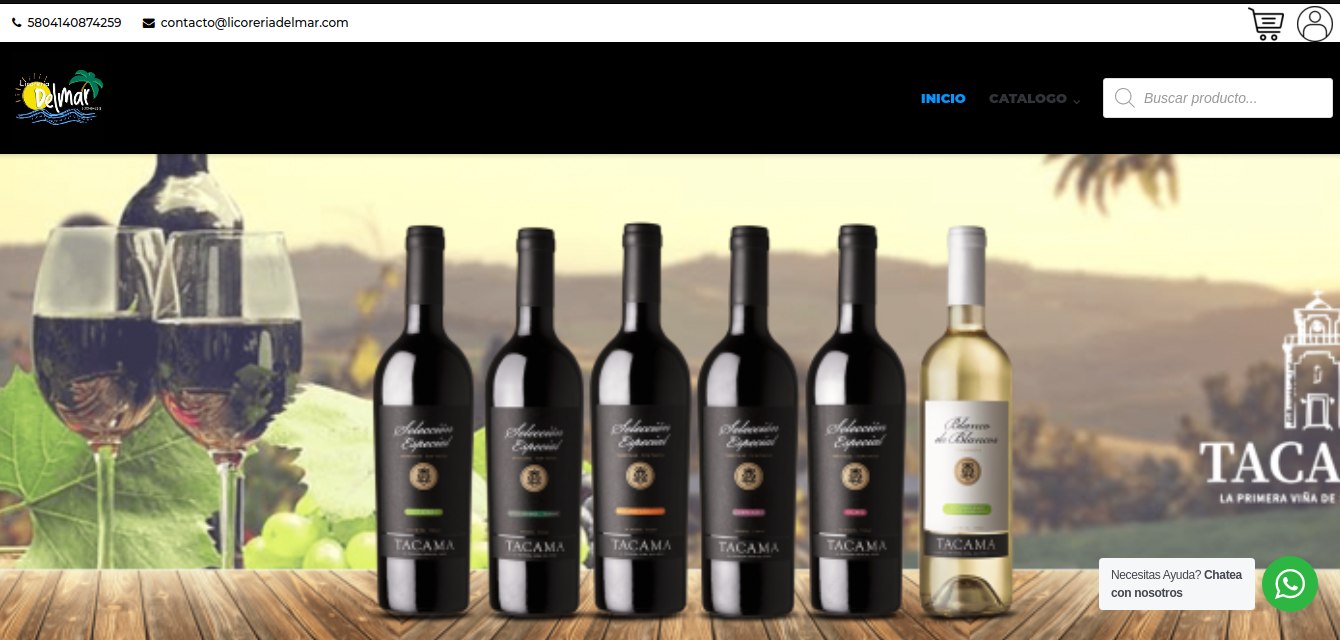 5804140874259
contacto@licoreriadelmar.com
Licorería
Delmar
INICIO
CATALOGO
Buscar producto...
Selección
Especial
TACAMA
Selección
Especial
TACAMA
Selección
Especial
TACAMA
Selección
Especial
TACAMA
Selección
Especial
TACAMA
Blanco
de Blancos
TACAMA
TACA
LA PRIMERA VIÑA DE
Necesitas Ayuda? Chatea
con nosotros